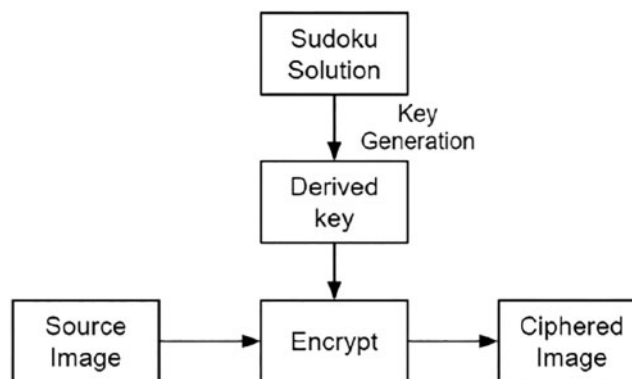 Sudoku
Solution
Key
Generation
Derived
key
Source
Image
Encrypt
Ciphered
Image